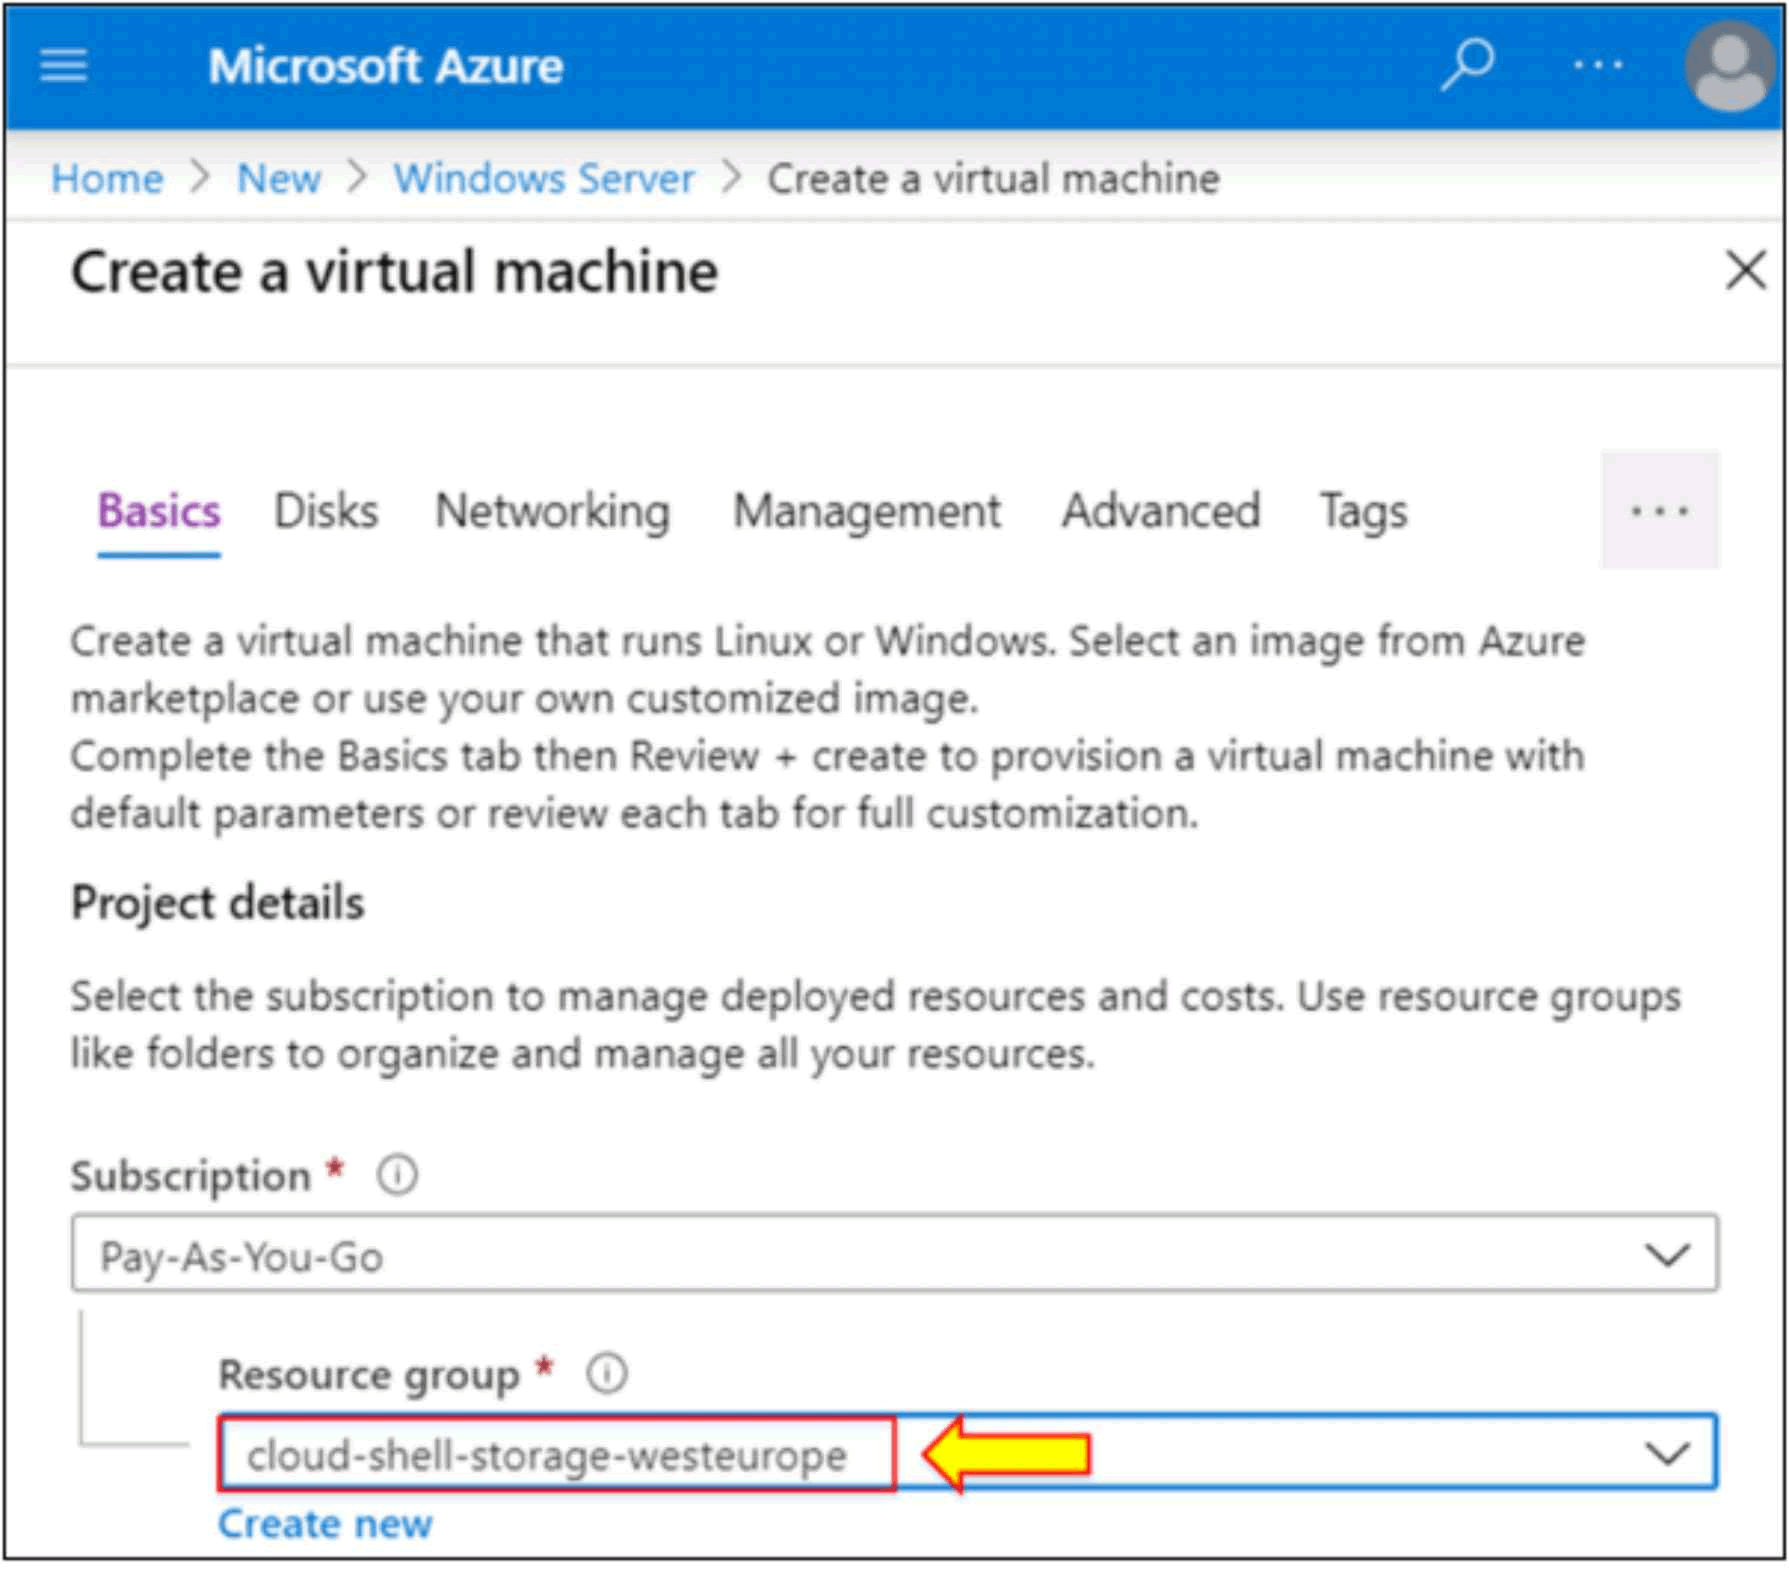 Microsoft Azure
Home > New > Windows Server > Create a virtual machine
Create a virtual machine
Basics Disks Networking Management Advanced Tags ...
Create a virtual machine that runs Linux or Windows. Select an image from Azure
marketplace or use your own customized image.
Complete the Basics tab then Review + create to provision a virtual machine with
default parameters or review each tab for full customization.
Project details
Select the subscription to manage deployed resources and costs. Use resource groups
like folders to organize and manage all your resources.
Subscription *
Pay-As-You-Go
Resource group *
cloud-shell-storage-westeurope
Create new